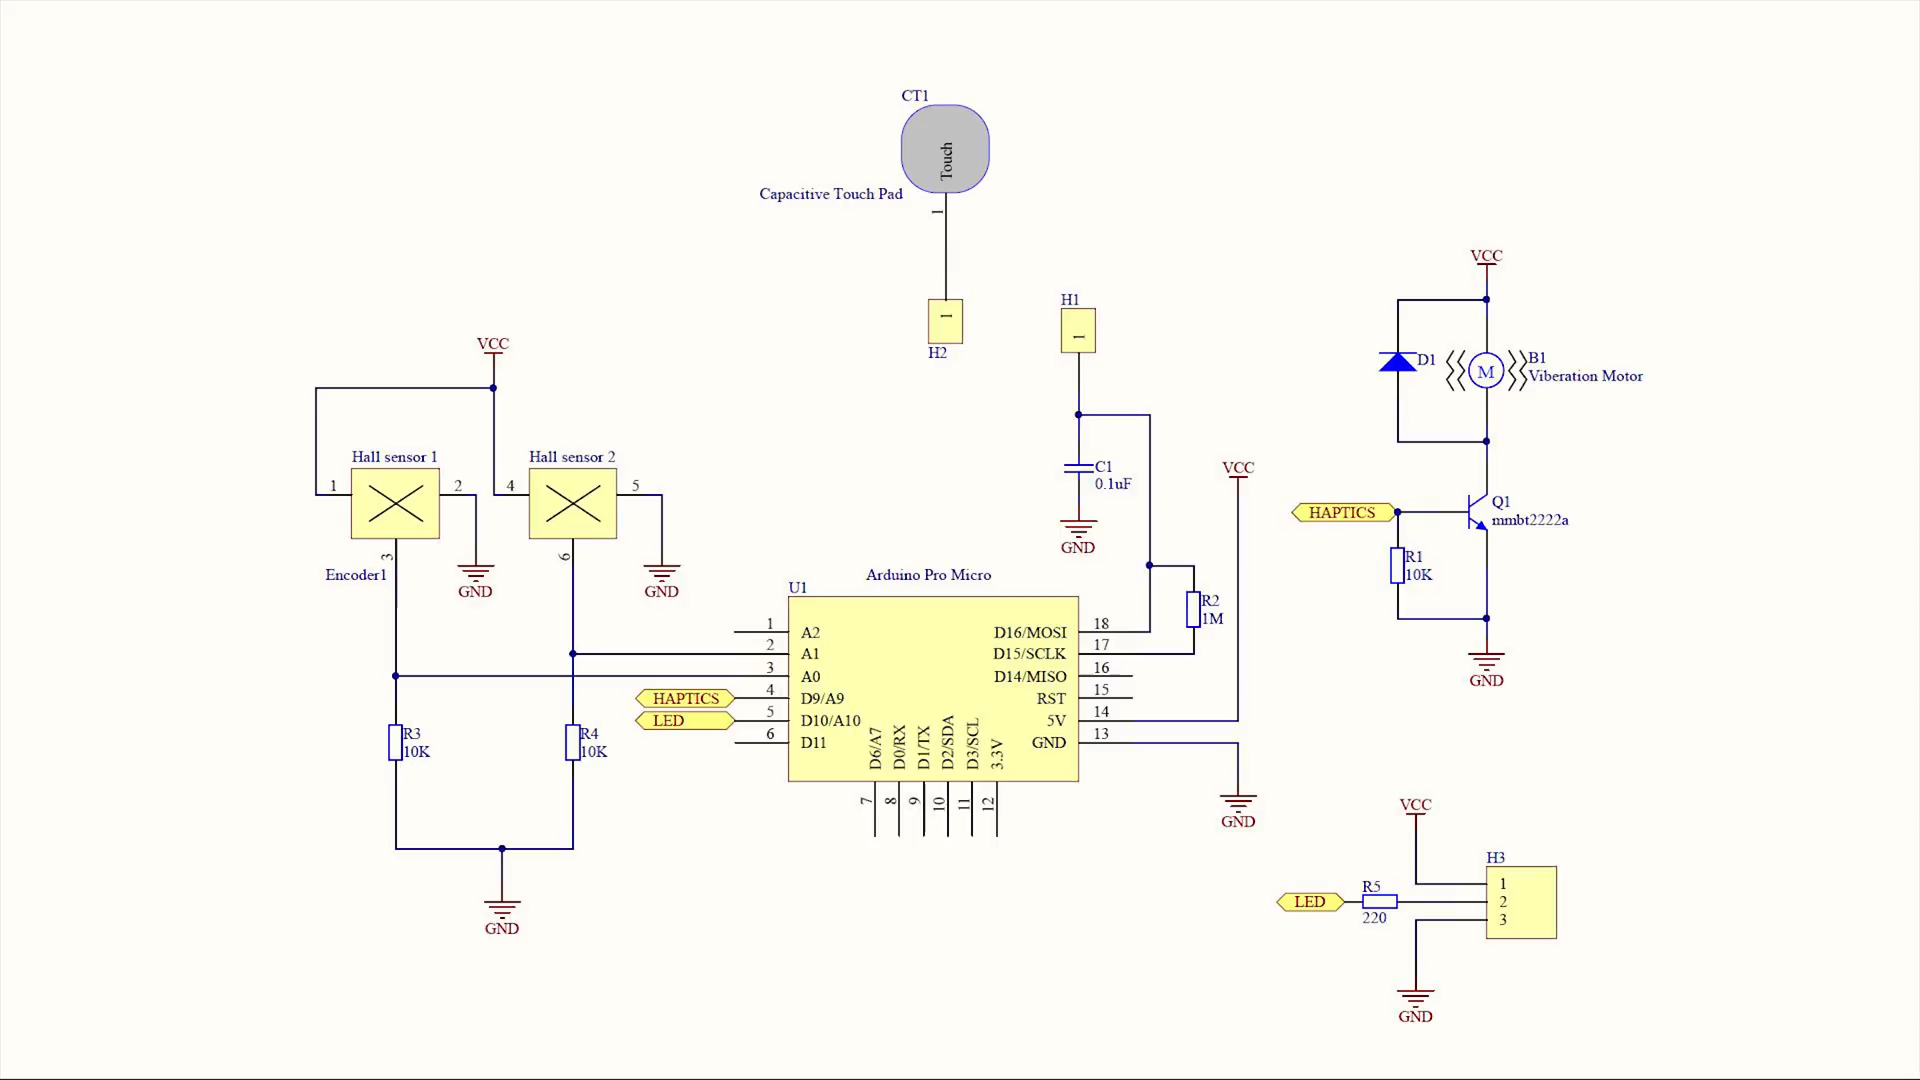 CT1
Touch
Capacitive Touch Pad
1
1
H2
H1
1
C1
0.1uF
GND
VCC
Hall sensor 1
Hall sensor 2
1
2
4
5
3
6
Encoder1
GND
GND
U1
Arduino Pro Micro
1 A2
2 A1
3 A0
HAPTICS 4 D9/A9
LED 5 D10/A10
6 D11
D16/MOSI 18
D15/SCLK 17
D14/MISO 16
RST 15
5V 14
GND 13
D6/A7
D0/RX
D1/TX
D2/SDA
D3/SCL
3.3V
7
8
9
10
11
12
R2
1M
VCC
GND
R3
10K
R4
10K
GND
VCC
D1
M
B1
Viberation Motor
HAPTICS
Q1
mmbt2222a
R1
10K
GND
VCC
H3
LED
R5
220
1
2
3
GND